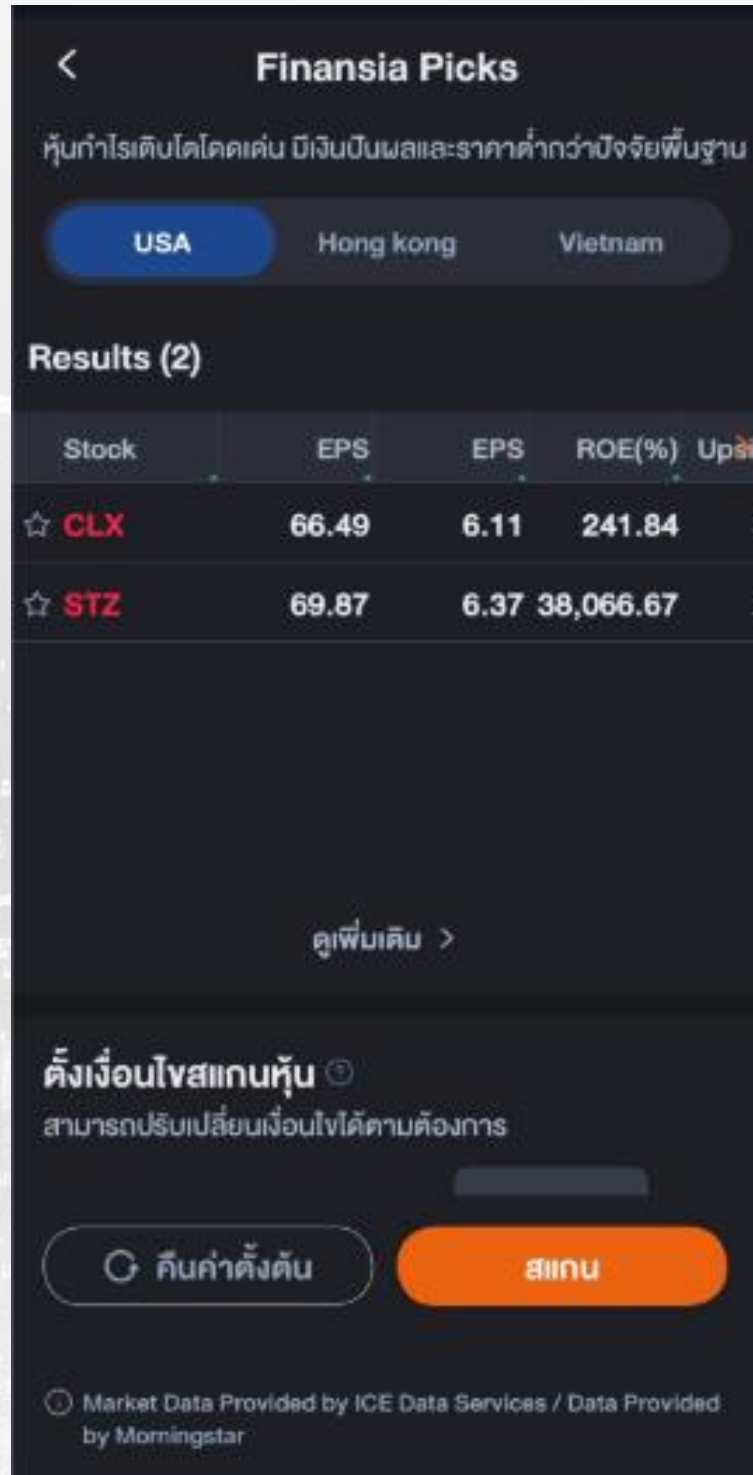 Finansia Picks
หุ้นกำไรเติบโตโดดเด่น มีเงินปันผลและราคาต่ำกว่าปัจจัยพื้นฐาน
USA Hong kong Vietnam
Results (2)
Stock EPS EPS ROE(%)
CLX 66.49 6.11 241.84
STZ 69.87 6.37 38,066.67
ดูเพิ่มเติม >
ตั้งเงื่อนไขสแกนหุ้น
สามารถปรับเปลี่ยนเงื่อนไขได้ตามต้องการ
คืนค่าตั้งต้น สแกน
Market Data Provided by ICE Data Services / Data Provided
by Morningstar